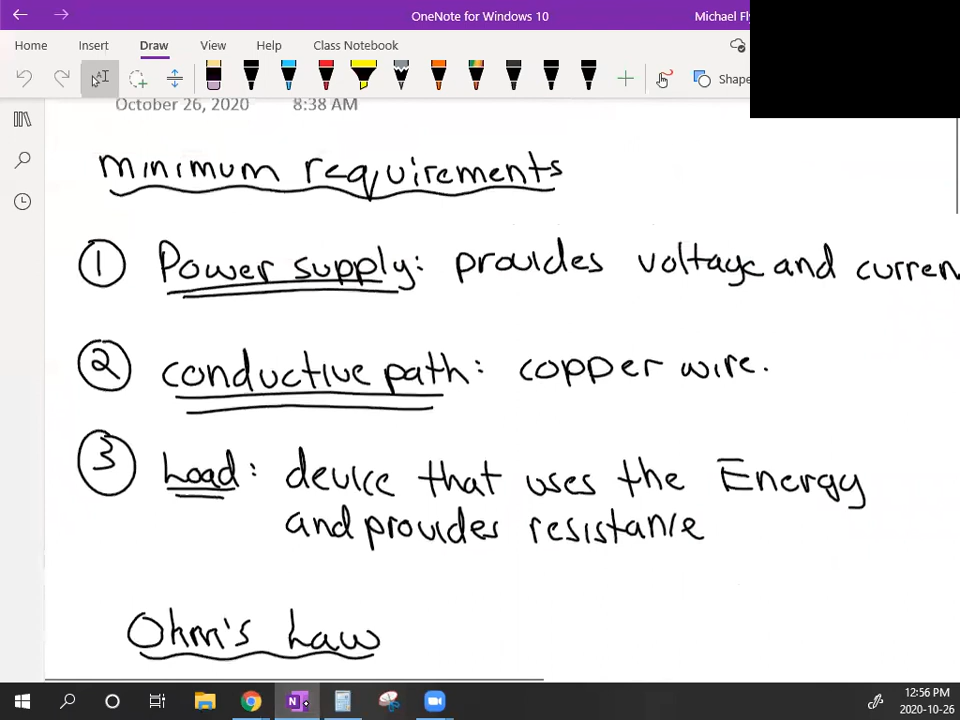 OneNote for Windows 10
Michael Fly
Home Insert Draw View Help Class Notebook
Shape
October 26, 2020 8:38 AM
minimum requirements
① Power supply: provides voltage and curren
② conductive path: copper wire.
③ Load: device that uses the Energy
and provides resistance
Ohm's Law
12:56 PM
2020-10-26